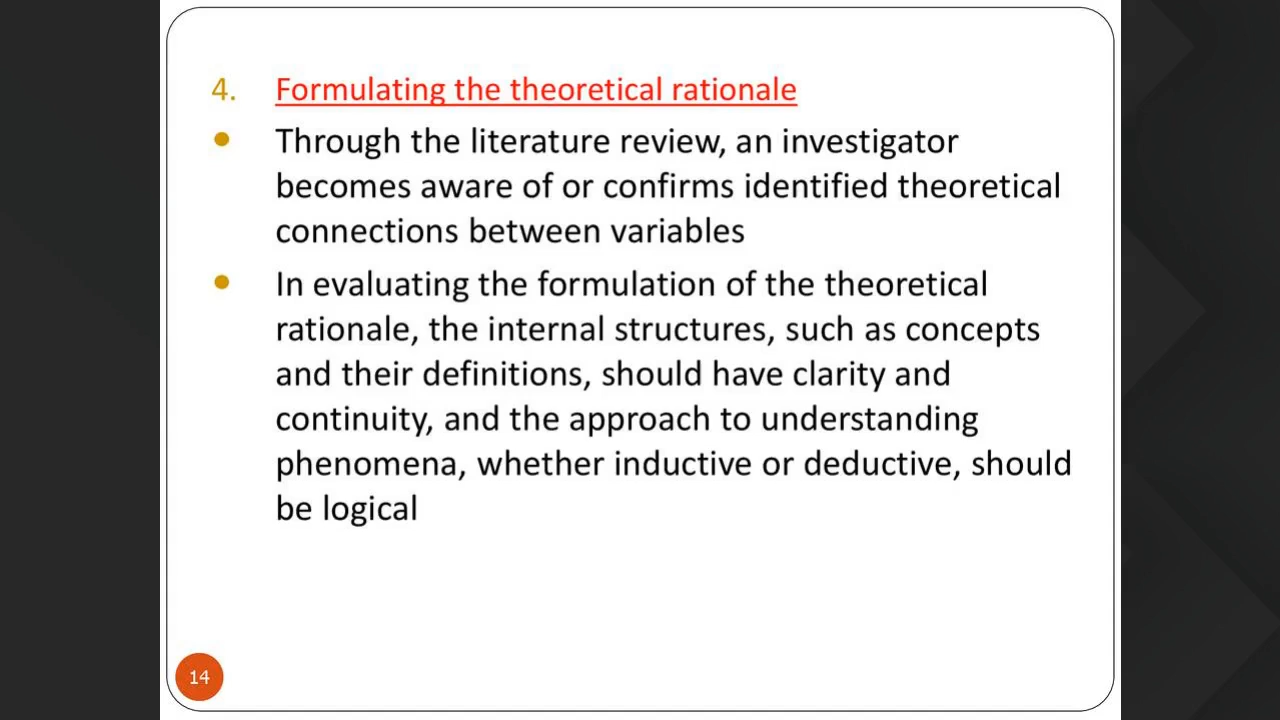 4. Formulating the theoretical rationale
• Through the literature review, an investigator
becomes aware of or confirms identified theoretical
connections between variables
• In evaluating the formulation of the theoretical
rationale, the internal structures, such as concepts
and their definitions, should have clarity and
continuity, and the approach to understanding
phenomena, whether inductive or deductive, should
be logical
14